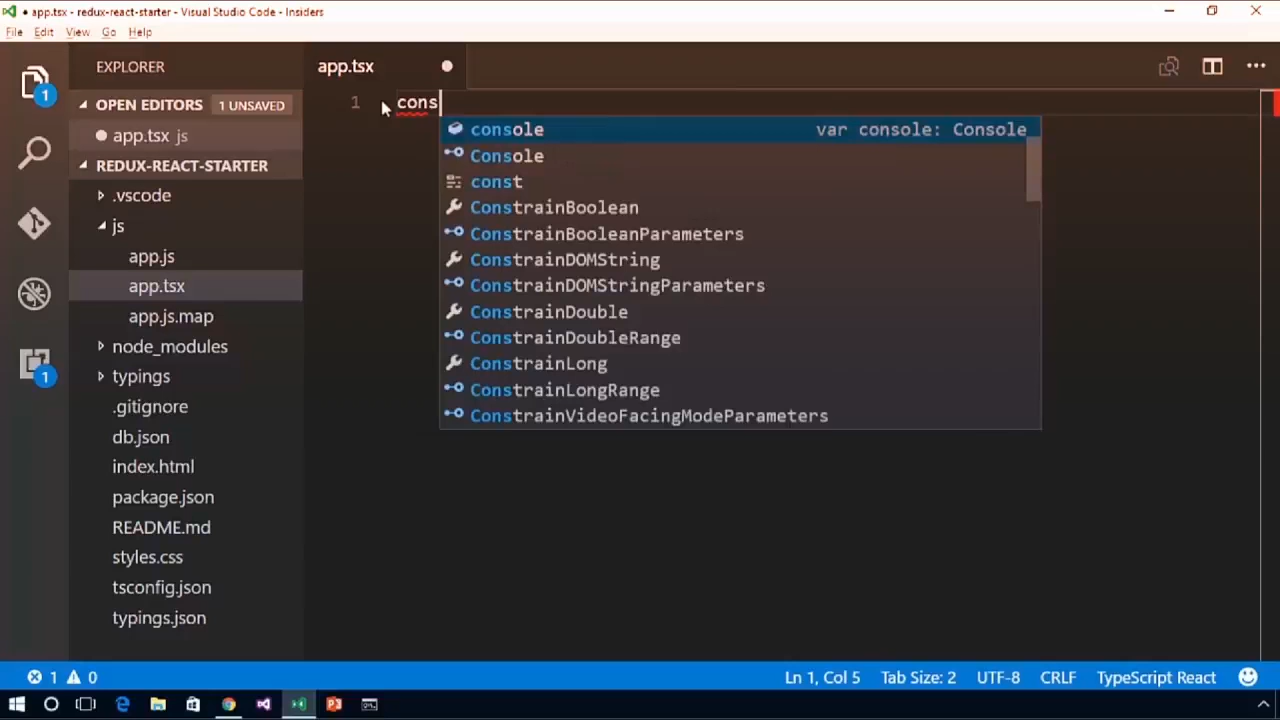 ● app.tsx - redux-react-starter - Visual Studio Code - Insiders
File Edit View Go Help
EXPLORER
OPEN EDITORS 1 UNSAVED
app.tsx js
REDUX-REACT-STARTER
.vscode
js
app.js
app.tsx
app.js.map
node_modules
typings
.gitignore
db.json
index.html
package.json
README.md
styles.css
tsconfig.json
typings.json
1
1
app.tsx
1 cons
console var console: Console
Console
const
ConstrainBoolean
ConstrainBooleanParameters
ConstrainDOMString
ConstrainDOMStringParameters
ConstrainDouble
ConstrainDoubleRange
ConstrainLong
ConstrainLongRange
ConstrainVideoFacingModeParameters
1 0 Ln 1, Col 5 Tab Size: 2 UTF-8 CRLF TypeScript React